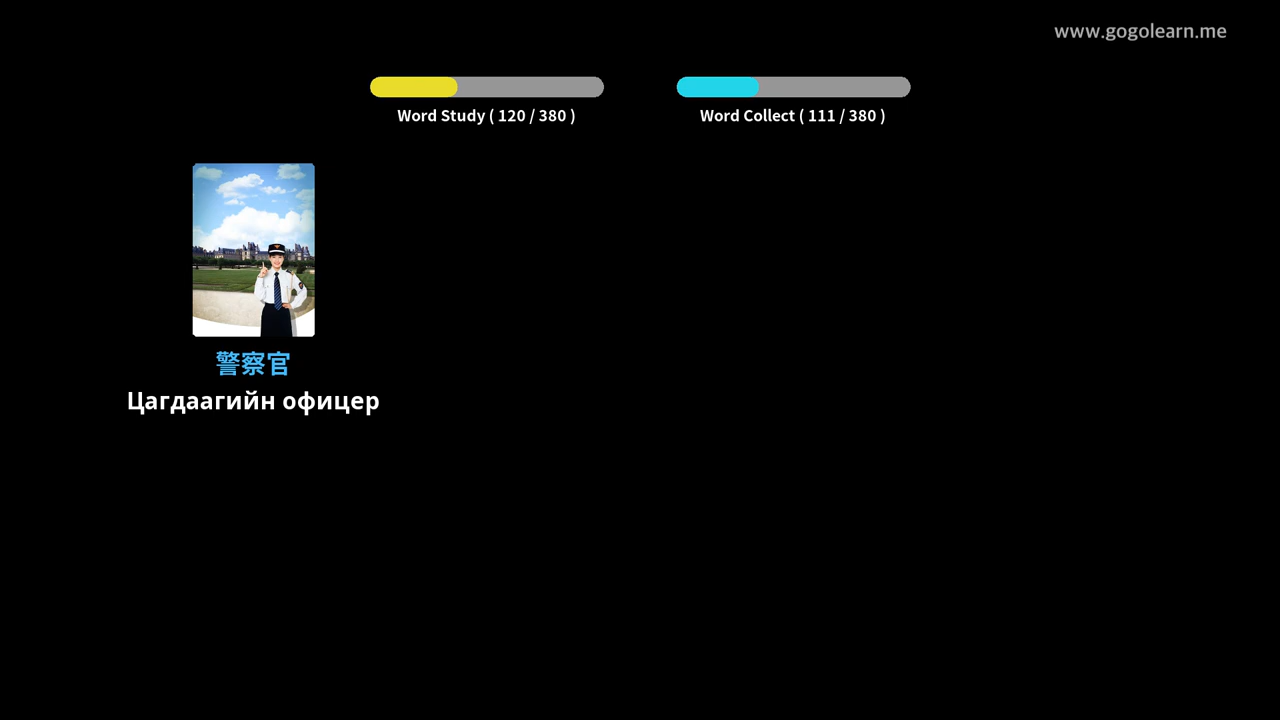 www.gogolearn.me
Word Study ( 120 / 380 )
Word Collect ( 111 / 380 )
警察官
Цагдаагийн офицер